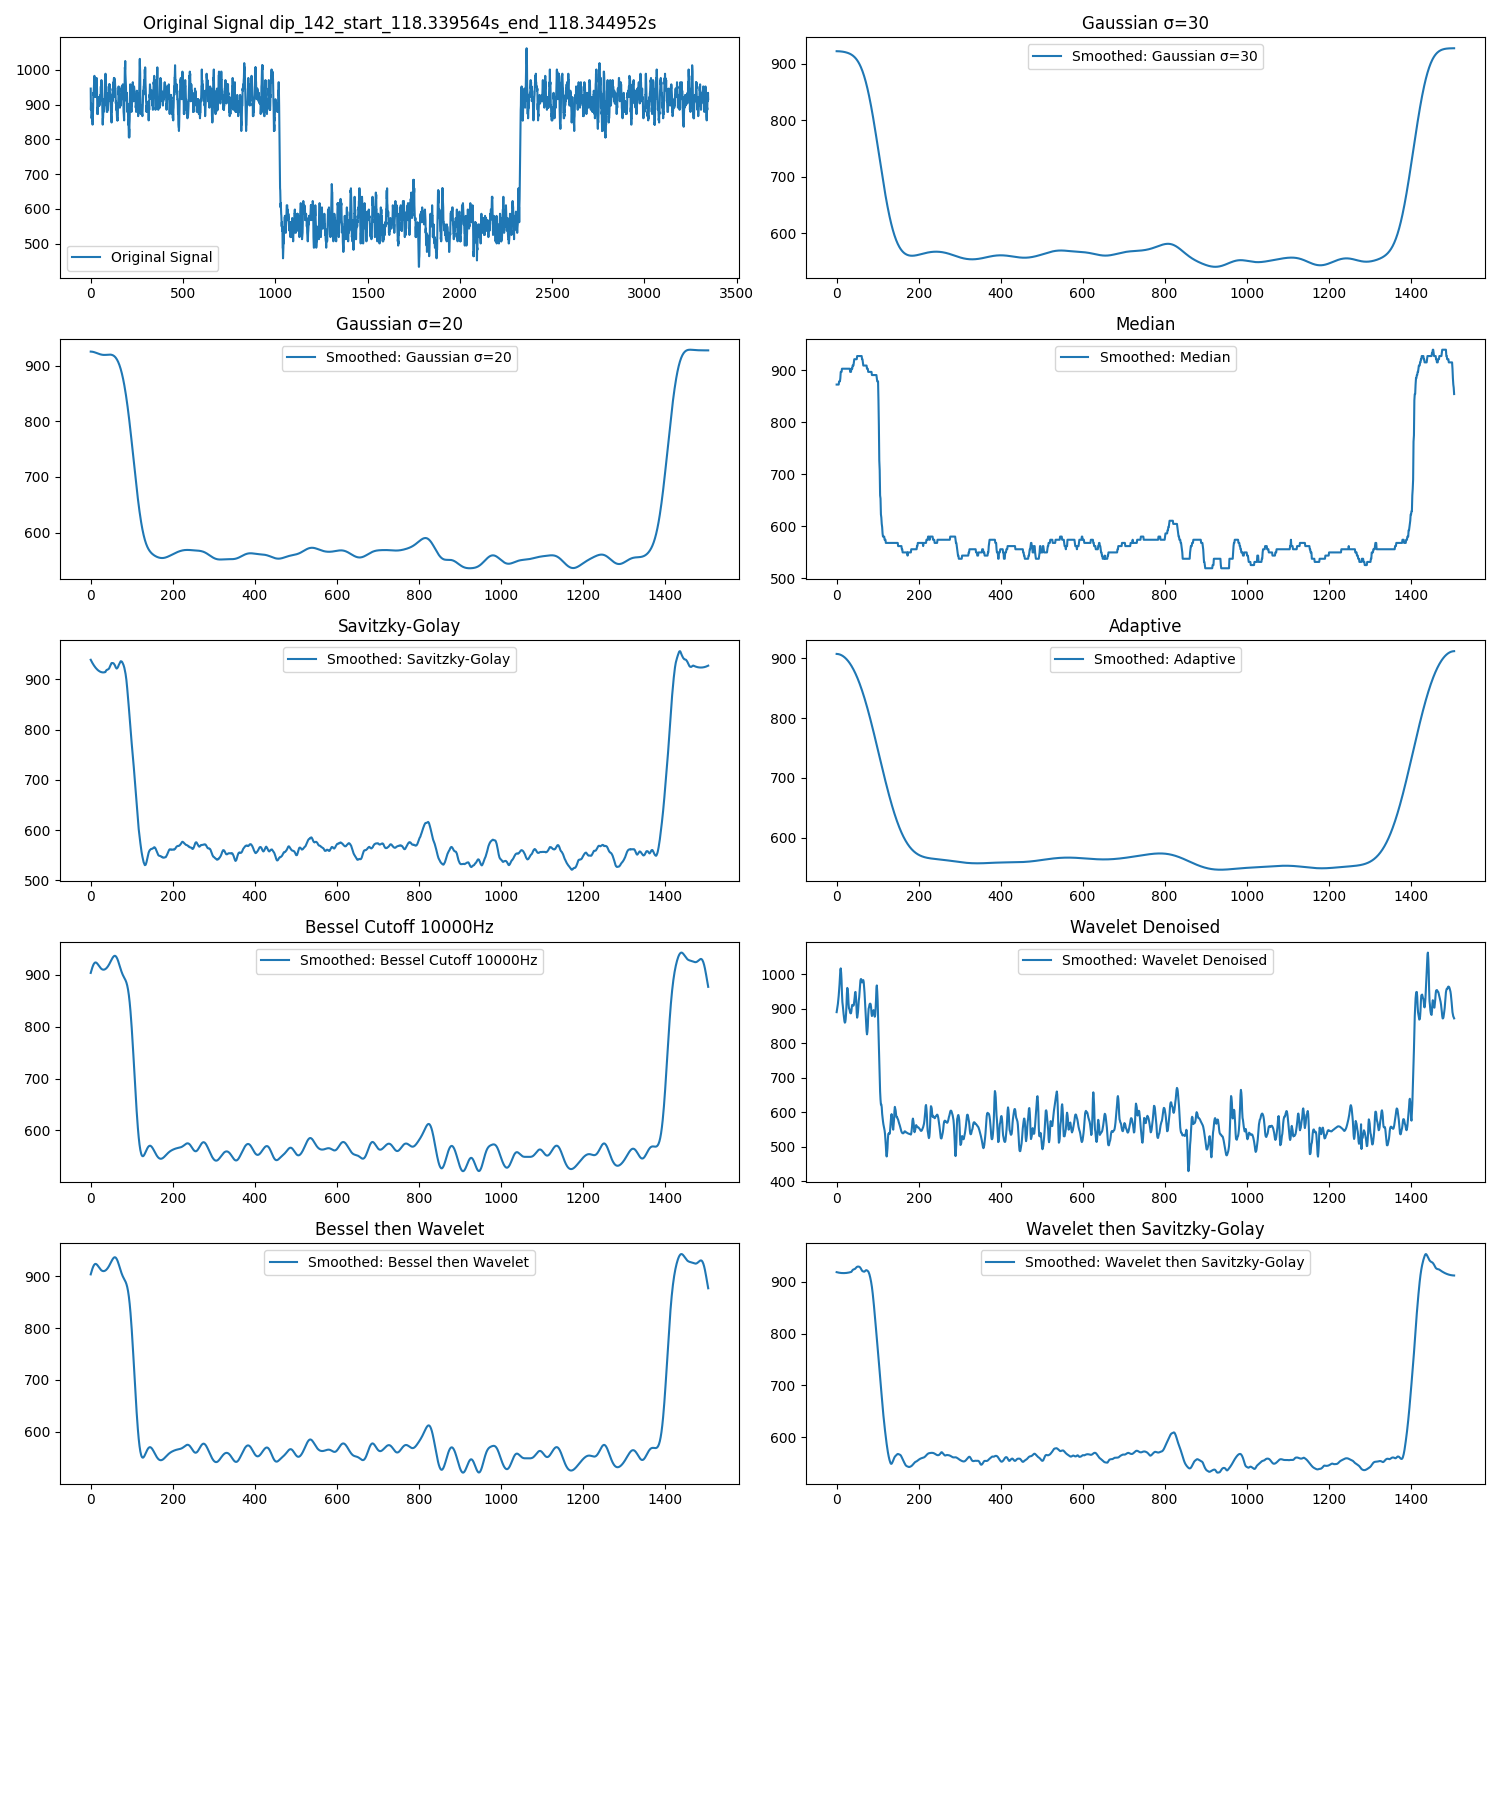 Original Signal dip_142_start_118.339564s_end_118.344952s
1000
900
800
700
600
500
Original Signal
0 500 1000 1500 2000 2500 3000 3500
Gaussian σ=30
Smoothed: Gaussian σ=30
900
800
700
600
0 200 400 600 800 1000 1200 1400
Gaussian σ=20
Smoothed: Gaussian σ=20
900
800
700
600
0 200 400 600 800 1000 1200 1400
Median
Smoothed: Median
900
800
700
600
500
0 200 400 600 800 1000 1200 1400
Savitzky-Golay
Smoothed: Savitzky-Golay
900
800
700
600
500
0 200 400 600 800 1000 1200 1400
Adaptive
Smoothed: Adaptive
900
800
700
600
0 200 400 600 800 1000 1200 1400
Bessel Cutoff 10000Hz
Smoothed: Bessel Cutoff 10000Hz
900
800
700
600
0 200 400 600 800 1000 1200 1400
Wavelet Denoised
Smoothed: Wavelet Denoised
1000
900
800
700
600
500
400
0 200 400 600 800 1000 1200 1400
Bessel then Wavelet
Smoothed: Bessel then Wavelet
900
800
700
600
0 200 400 600 800 1000 1200 1400
Wavelet then Savitzky-Golay
Smoothed: Wavelet then Savitzky-Golay
900
800
700
600
0 200 400 600 800 1000 1200 1400